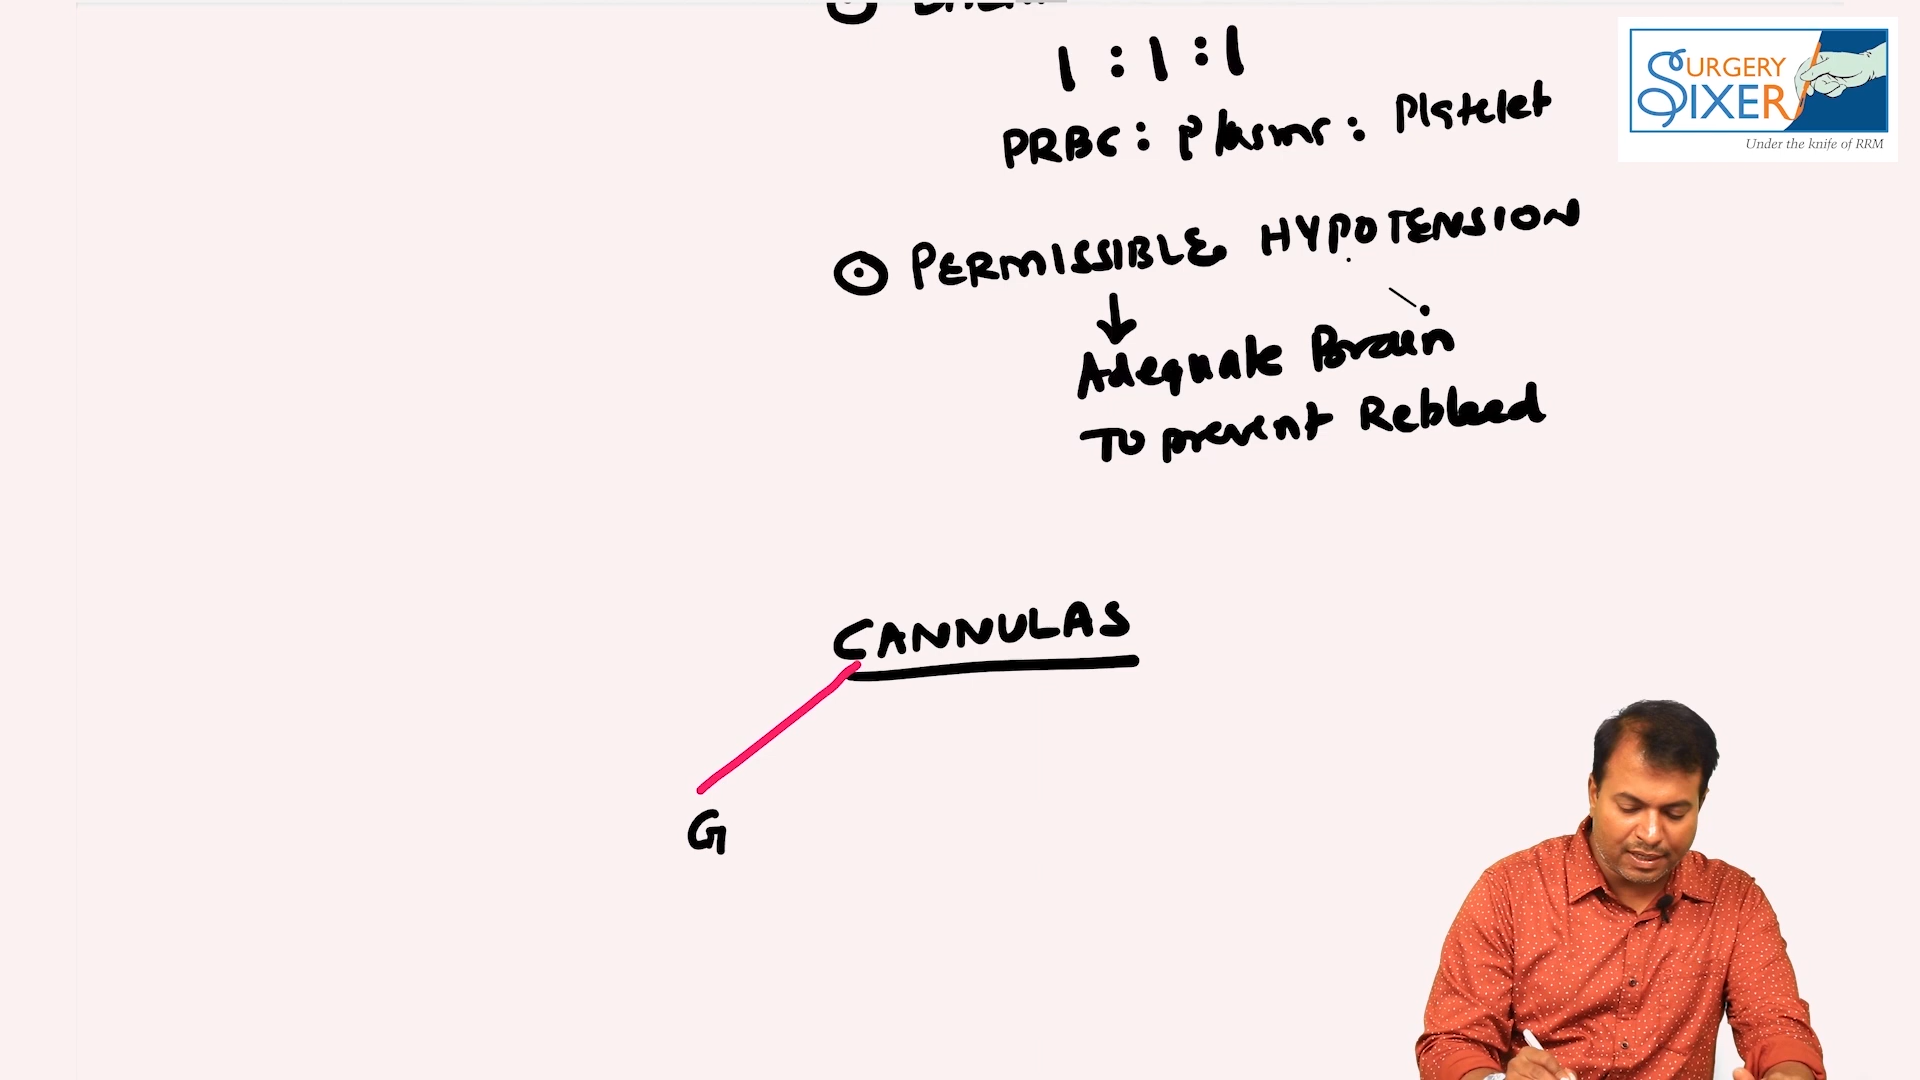 1 : 1 : 1
PRBC : Plasma : Platelet
PERMISSIBLE HYPOTENSION
Adequate Brain
To prevent Rebleed
CANNULAS
G
SURGERY
SIXER
Under the knife of RRM